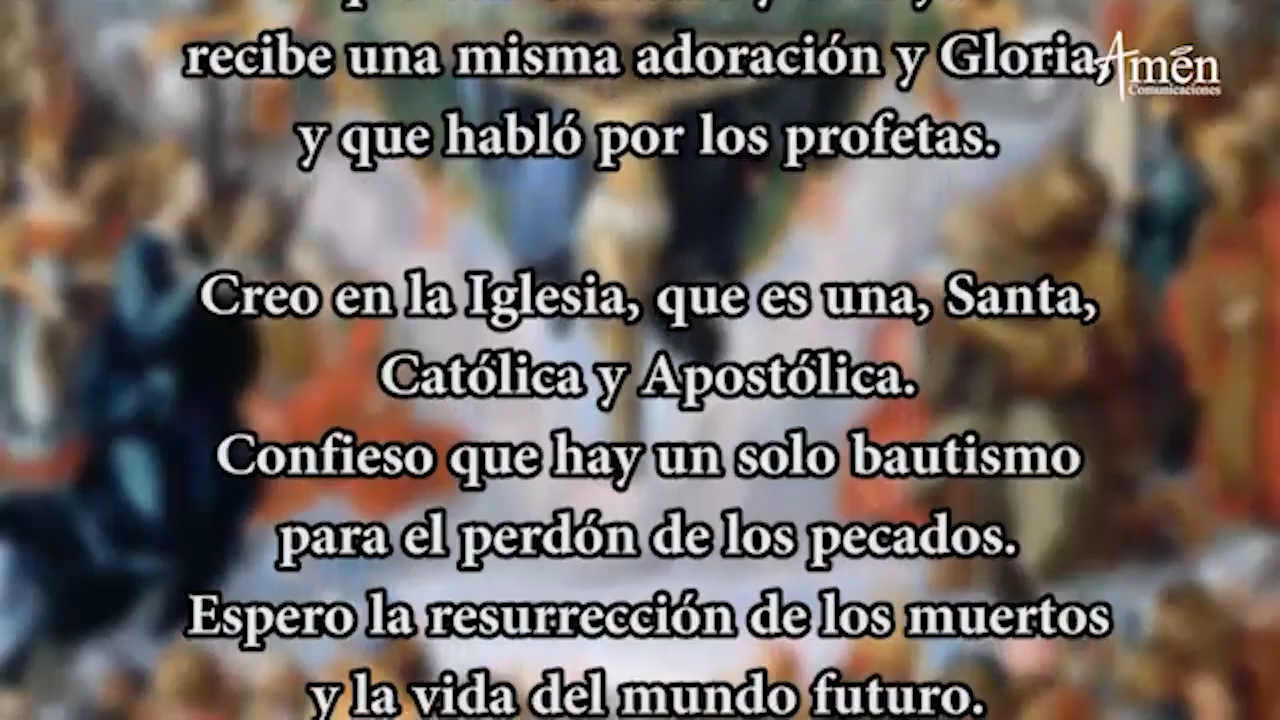 recibe una misma adoración y Gloria,
y que habló por los profetas.
Creo en la Iglesia, que es una, Santa,
Católica y Apostólica.
Confieso que hay un solo bautismo
para el perdón de los pecados.
Espero la resurrección de los muertos
y la vida del mundo futuro.
Amén
Comunicaciones